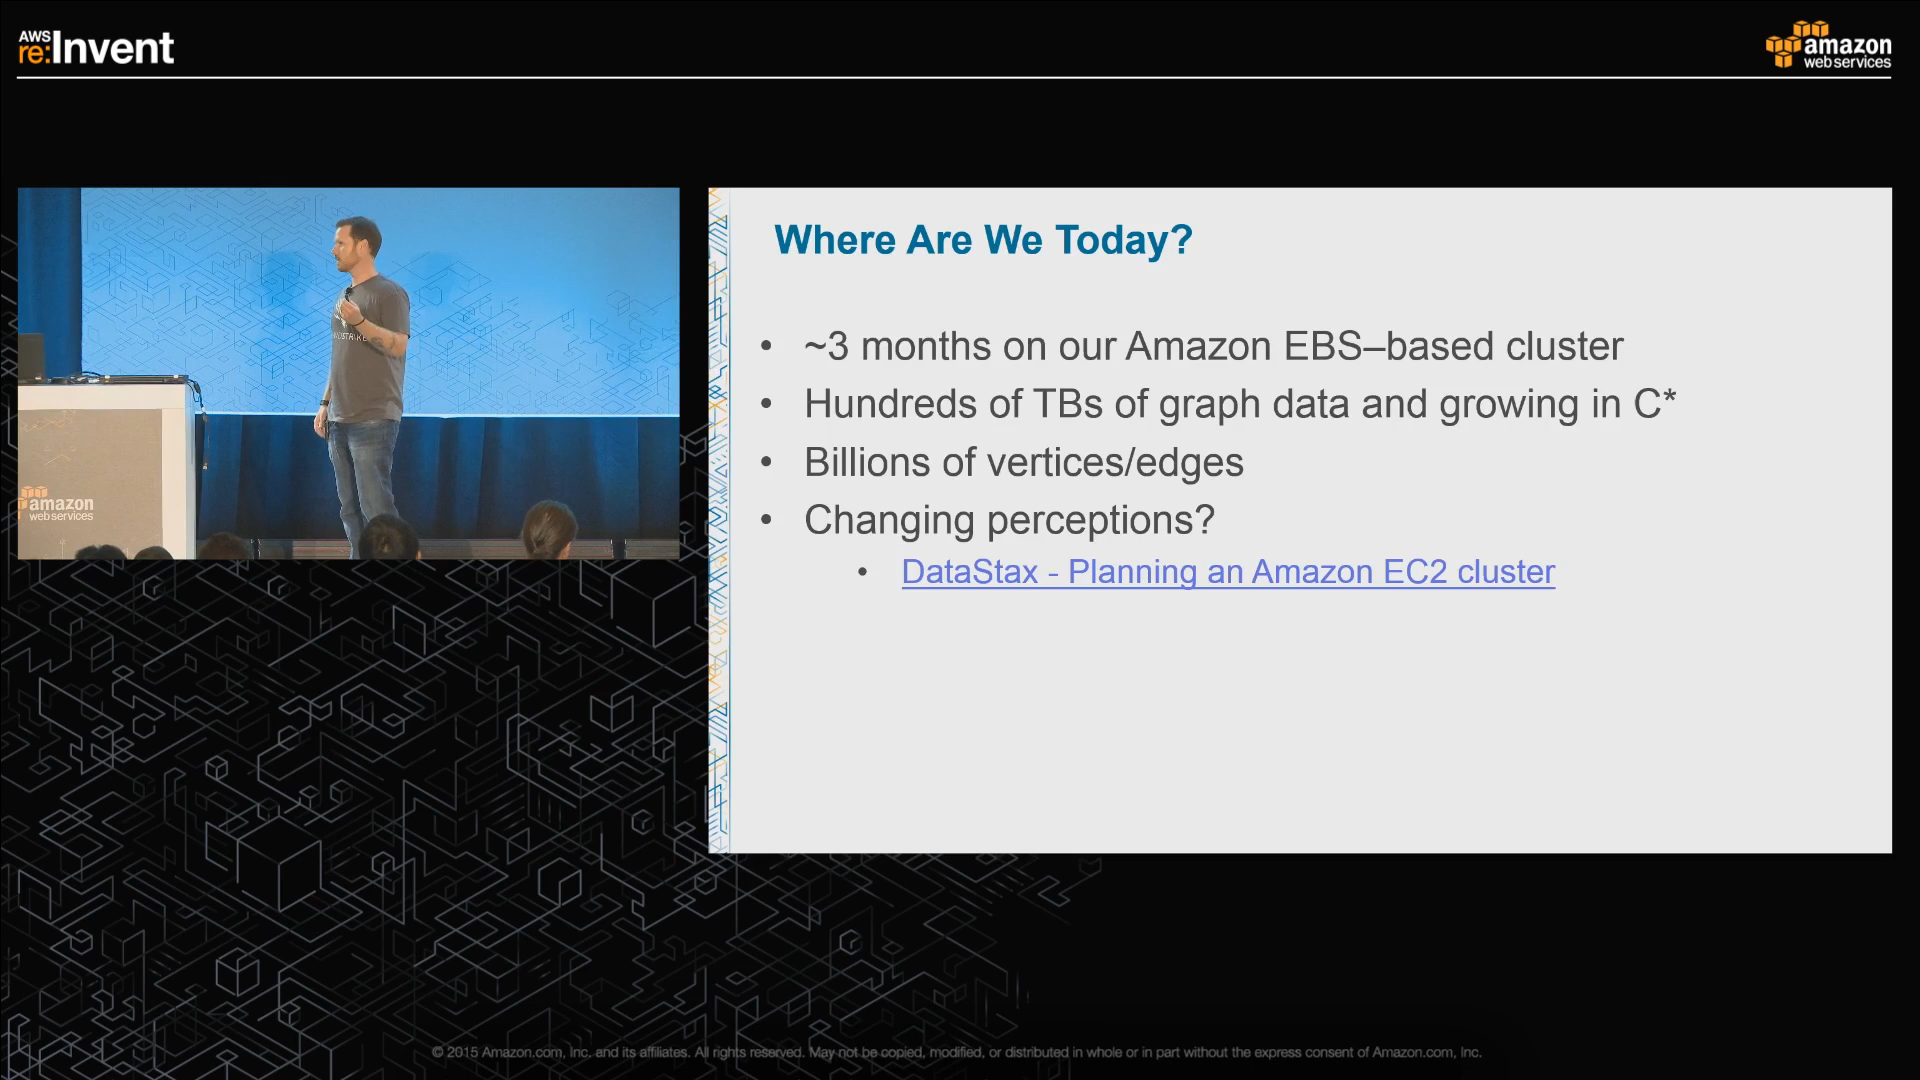 AWS
re:Invent
amazon
web services
Where Are We Today?
• ~3 months on our Amazon EBS–based cluster
• Hundreds of TBs of graph data and growing in C*
• Billions of vertices/edges
• Changing perceptions?
• DataStax - Planning an Amazon EC2 cluster
amazon
web services
© 2015 Amazon.com, Inc. and its affiliates. All rights reserved. May not be copied, modified, or distributed in whole or in part without the express consent of Amazon.com, Inc.